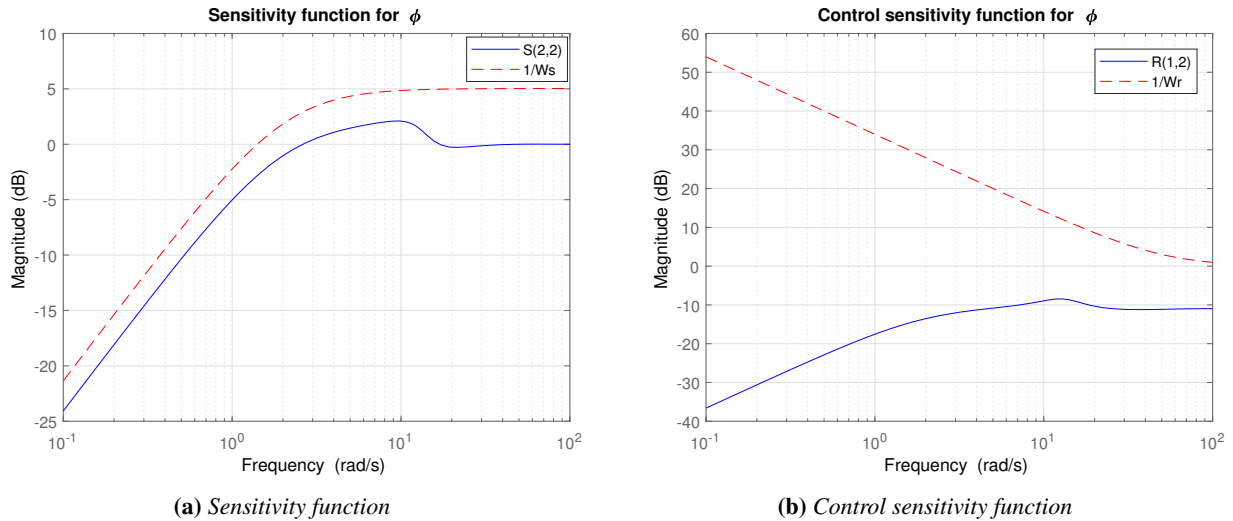 Sensitivity function for ϕ
10
5
0
-5
-10
-15
-20
-25
Magnitude (dB)
S(2,2)
1/Ws
10^-1
10^0
10^1
10^2
Frequency (rad/s)
(a) Sensitivity function
Control sensitivity function for ϕ
60
50
40
30
20
10
0
-10
-20
-30
-40
Magnitude (dB)
R(1,2)
1/Wr
10^-1
10^0
10^1
10^2
Frequency (rad/s)
(b) Control sensitivity function